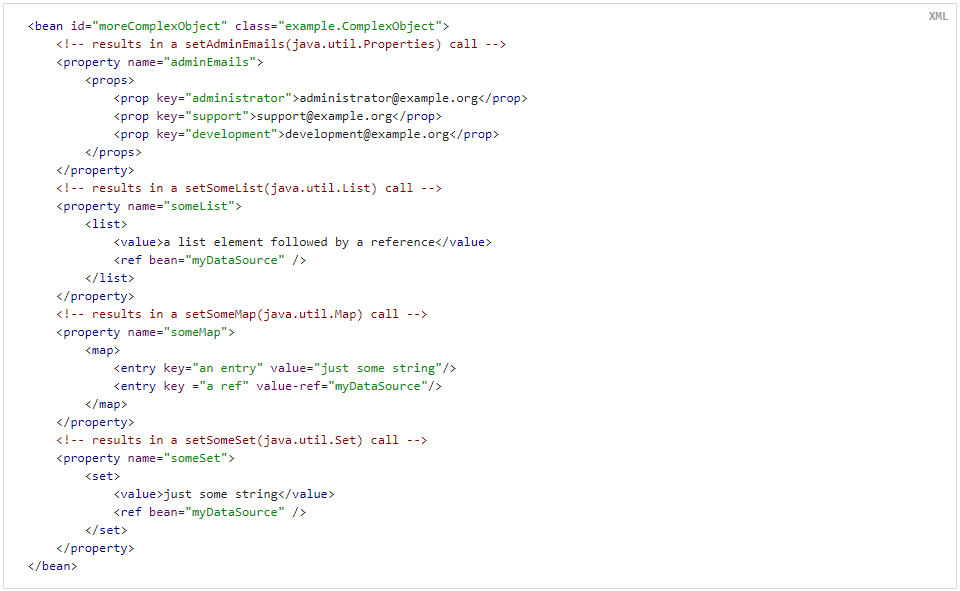 XML
<bean id="moreComplexObject" class="example.ComplexObject">
    <!-- results in a setAdminEmails(java.util.Properties) call -->
    <property name="adminEmails">
        <props>
            <prop key="administrator">administrator@example.org</prop>
            <prop key="support">support@example.org</prop>
            <prop key="development">development@example.org</prop>
        </props>
    </property>
    <!-- results in a setSomeList(java.util.List) call -->
    <property name="someList">
        <list>
            <value>a list element followed by a reference</value>
            <ref bean="myDataSource" />
        </list>
    </property>
    <!-- results in a setSomeMap(java.util.Map) call -->
    <property name="someMap">
        <map>
            <entry key="an entry" value="just some string"/>
            <entry key ="a ref" value-ref="myDataSource"/>
        </map>
    </property>
    <!-- results in a setSomeSet(java.util.Set) call -->
    <property name="someSet">
        <set>
            <value>just some string</value>
            <ref bean="myDataSource" />
        </set>
    </property>
</bean>